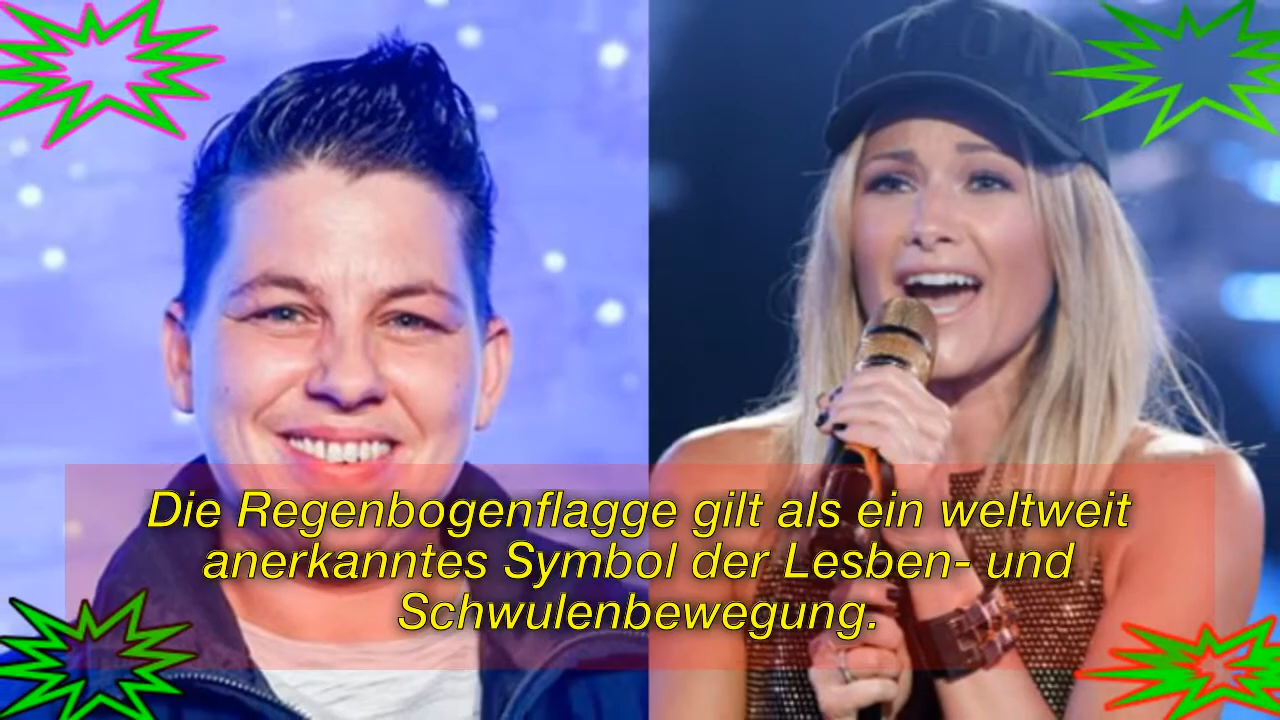 Die Regenbogenflagge gilt als ein weltweit
anerkanntes Symbol der Lesben- und
Schwulenbewegung.